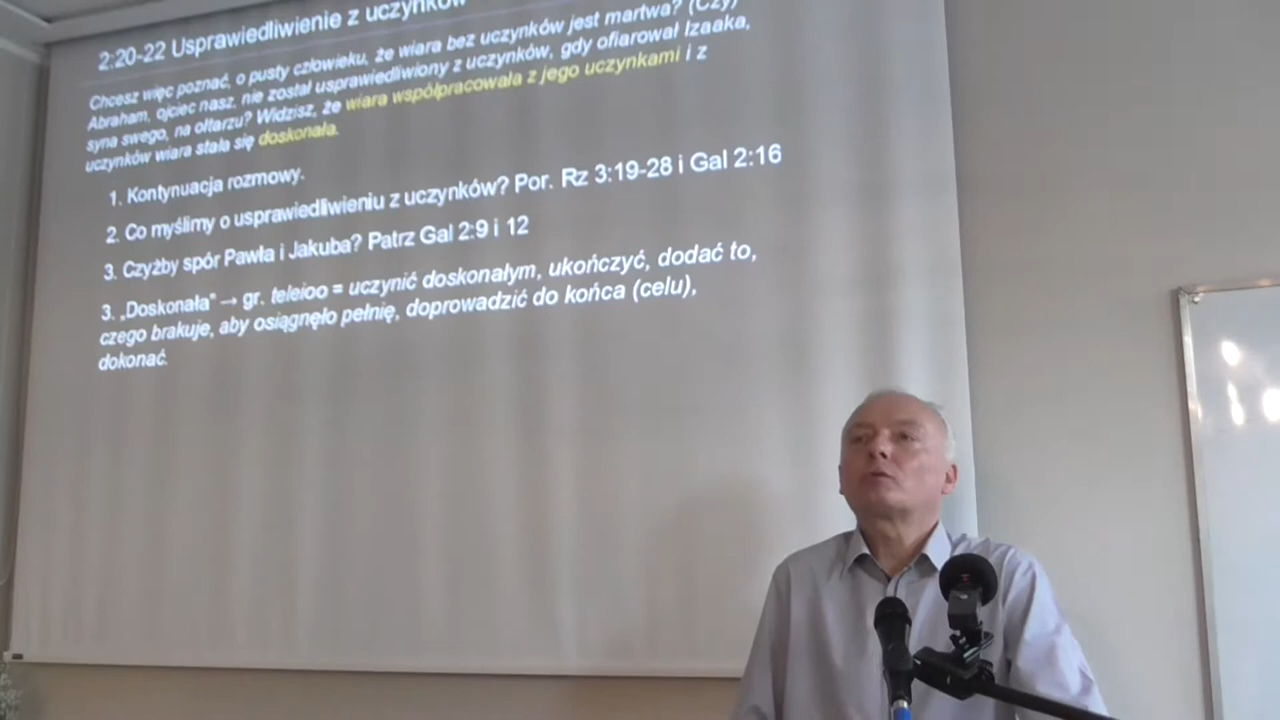 2:20-22 Usprawiedliwienie z uczynków
Chcesz więc poznać, o pusty człowieku, że wiara bez uczynków jest martwa? (Czy)
Abraham, ojciec nasz, nie został usprawiedliwiony z uczynków, gdy ofiarował Izaaka,
syna swego, na ołtarzu? Widzisz, że wiara współpracowała z jego uczynkami i z
uczynków wiara stała się doskonała.
1. Kontynuacja rozmowy.
2. Co myślimy o usprawiedliwieniu z uczynków? Por. Rz 3:19-28 i Gal 2:16
3. Czyżby spór Pawła i Jakuba? Patrz Gal 2:9 i 12
3. „Doskonała" → gr. teleioo = uczynić doskonałym, ukończyć, dodać to,
czego brakuje, aby osiągnęło pełnię, doprowadzić do końca (celu),
dokonać.